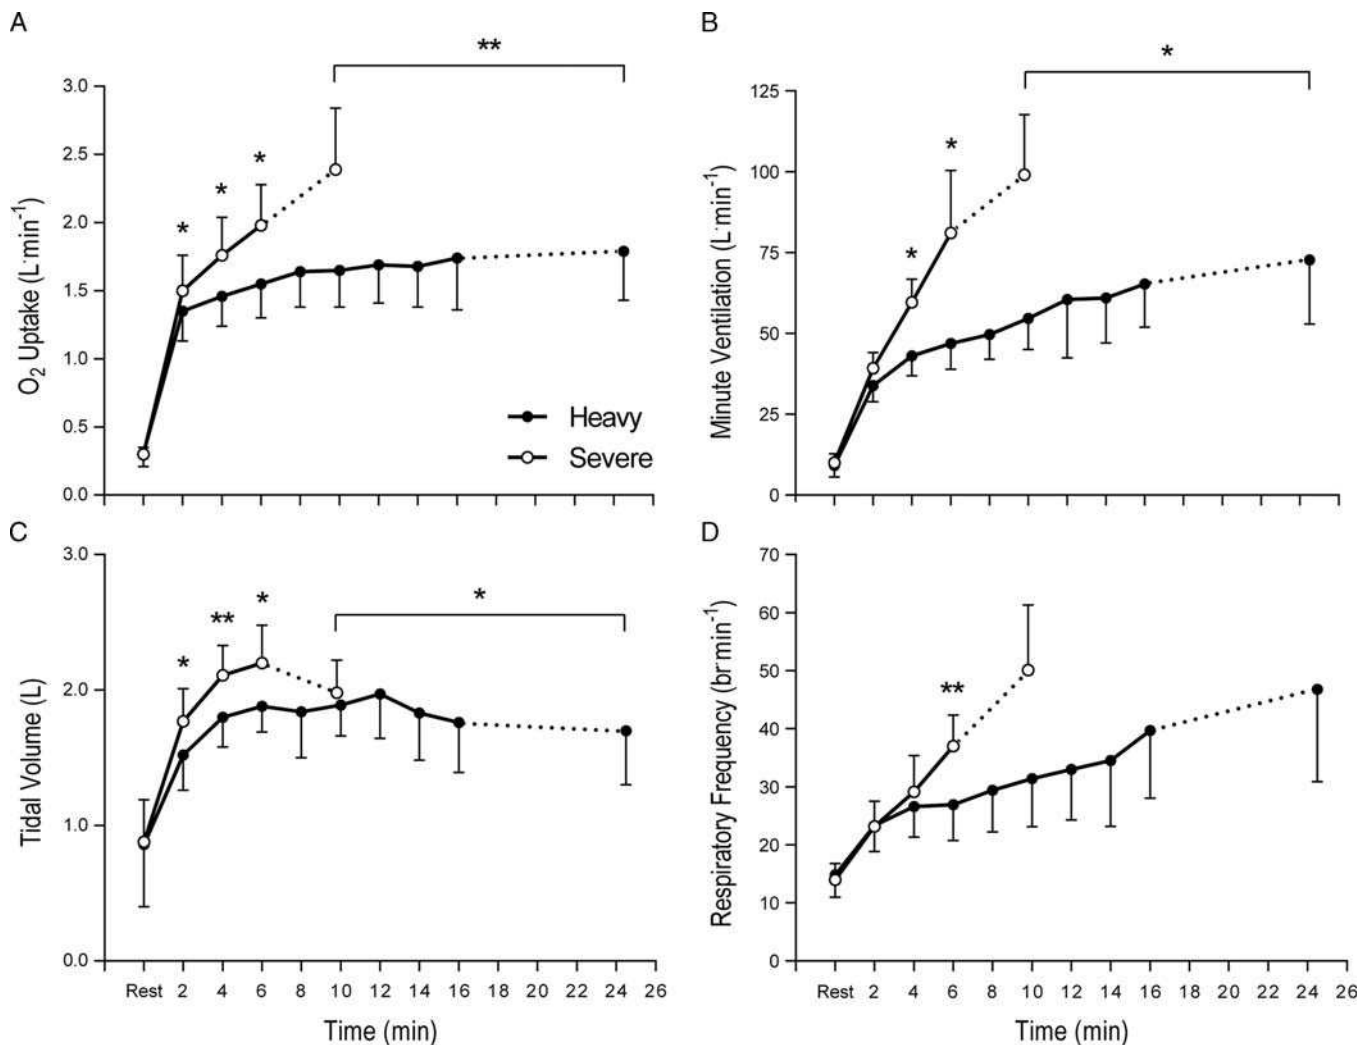 A
**
3.0
2.5
2.0
1.5
1.0
0.5
0.0
O₂ Uptake (L·min⁻¹)
*
*
*
Heavy
Severe
B
*
125
100
75
50
25
0
Minute Ventilation (L·min⁻¹)
*
*
C
3.0
2.0
1.0
0.0
Tidal Volume (L)
*
**
*
*
Rest 2 4 6 8 10 12 14 16 18 20 22 24 26
Time (min)
D
70
60
50
40
30
20
10
0
Respiratory Frequency (br·min⁻¹)
**
Rest 2 4 6 8 10 12 14 16 18 20 22 24 26
Time (min)